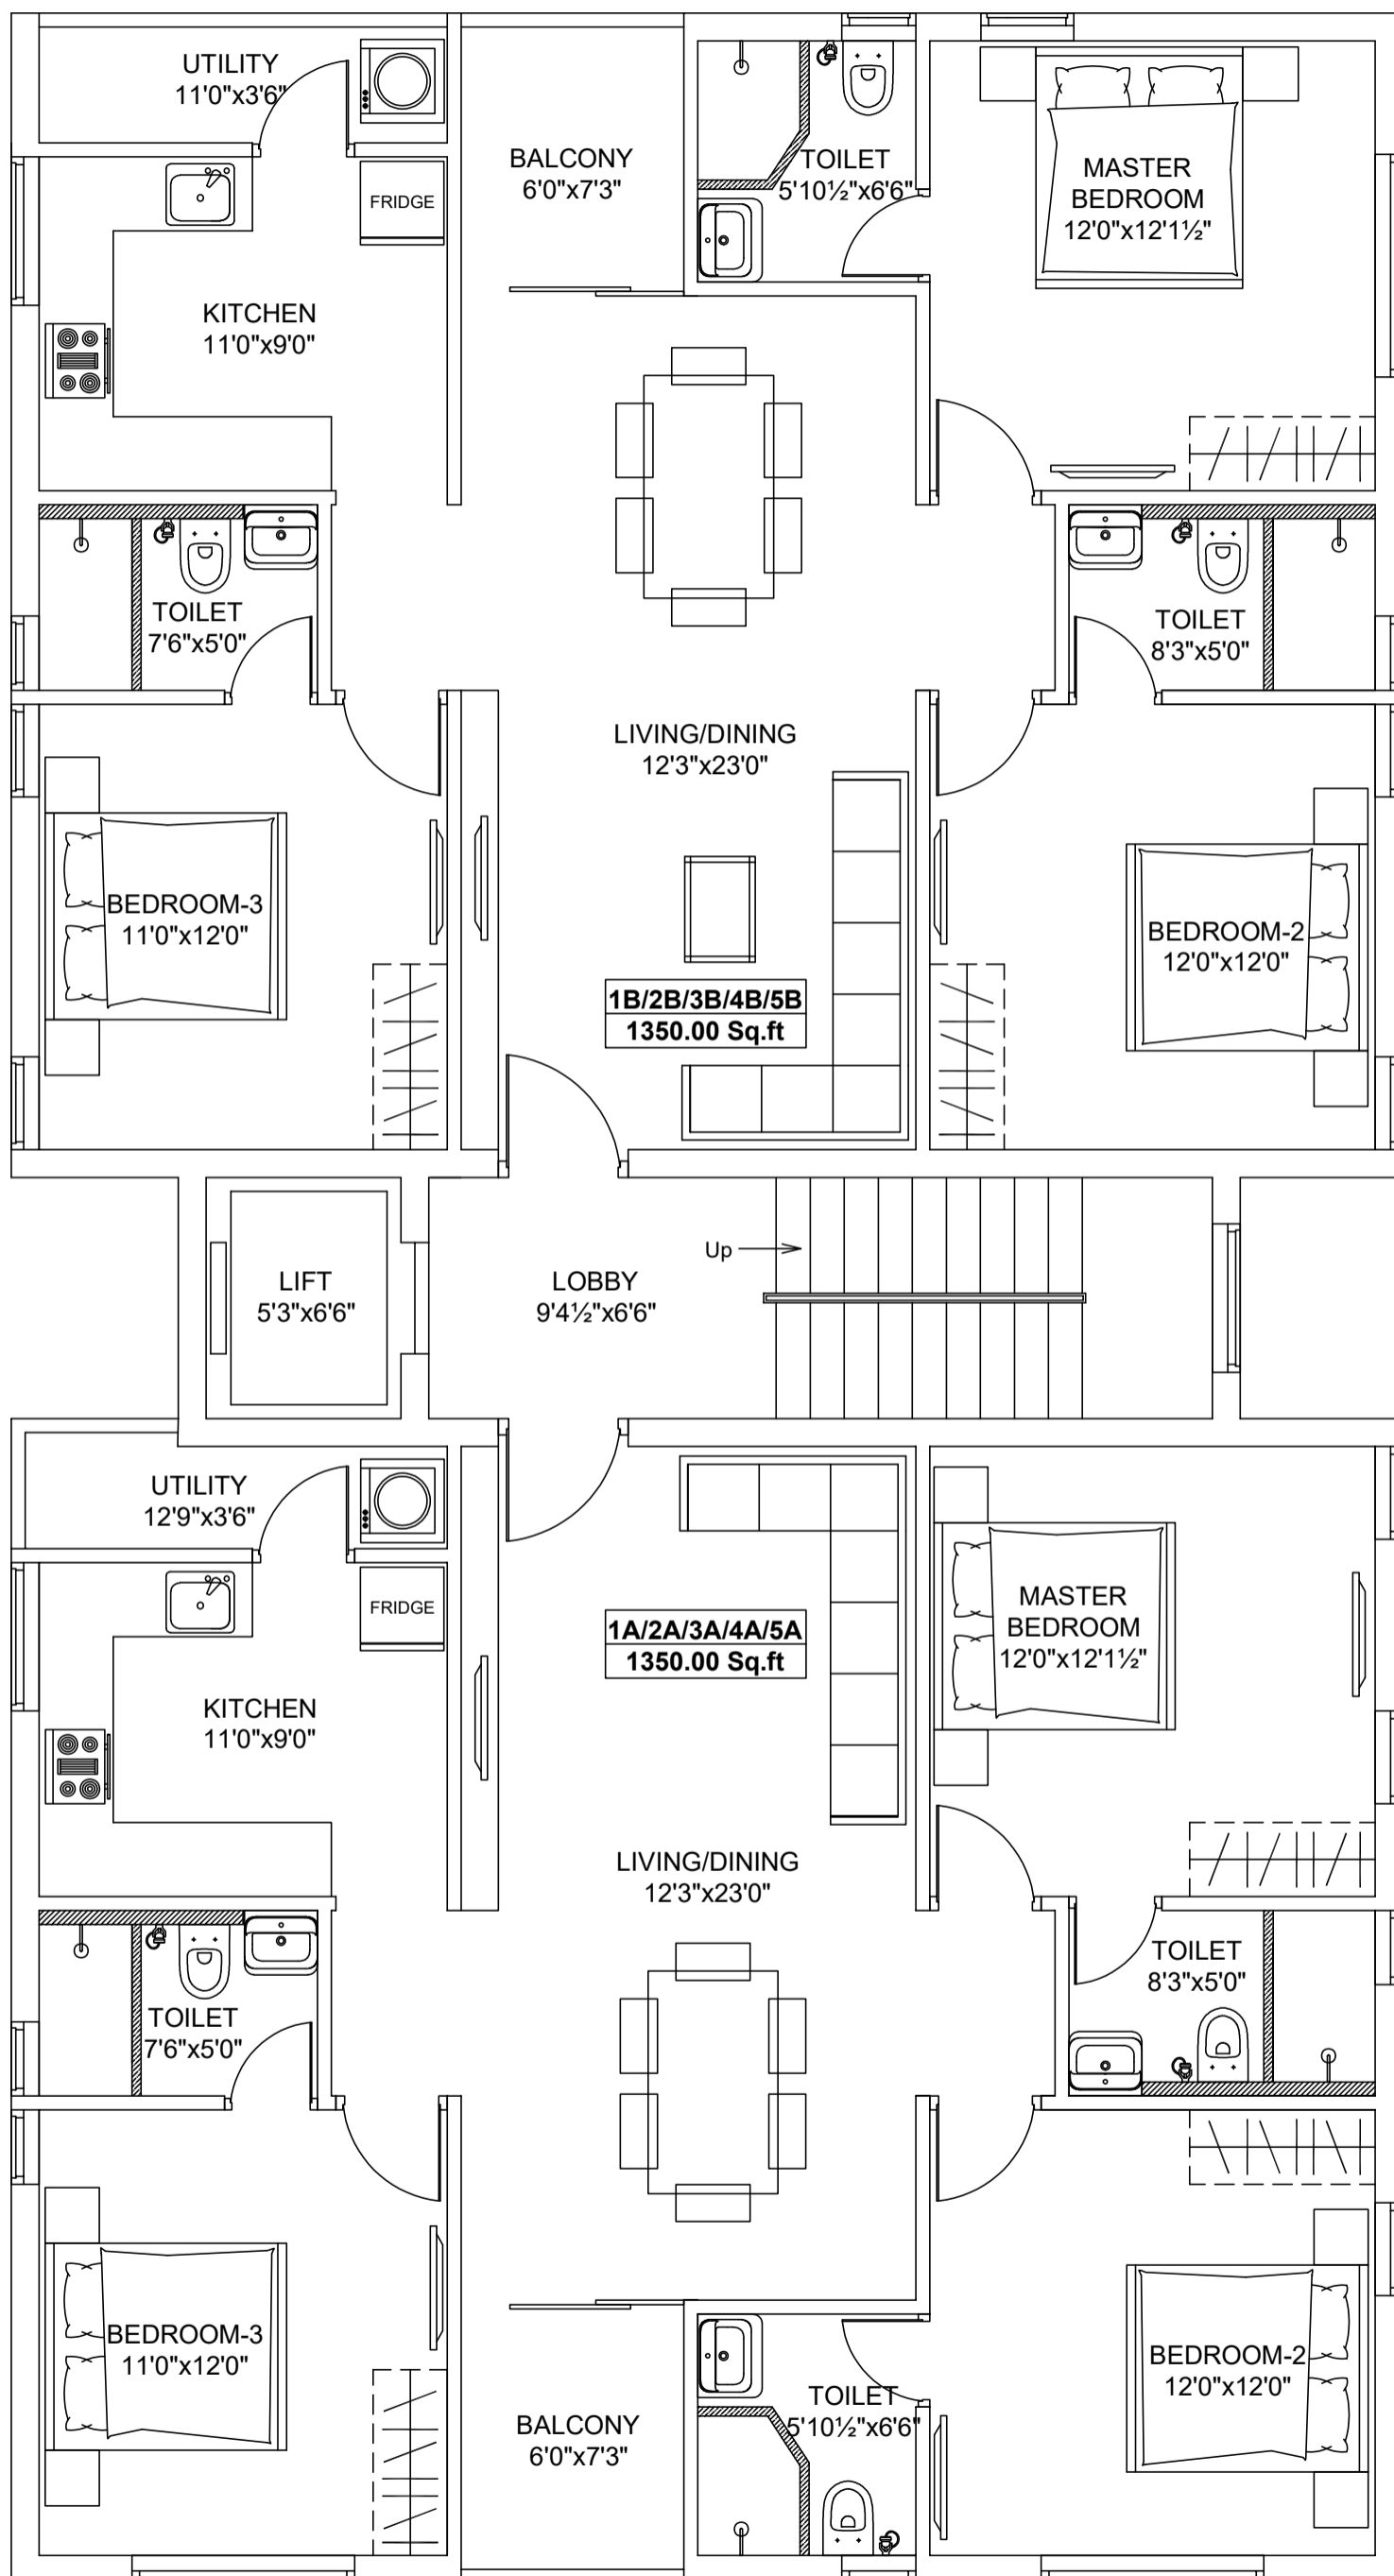 UTILITY
11'0"x3'6"
BALCONY
6'0"x7'3"
TOILET
5'10½"x6'6"
MASTER
BEDROOM
12'0"x12'1½"
FRIDGE
KITCHEN
11'0"x9'0"
TOILET
7'6"x5'0"
TOILET
8'3"x5'0"
LIVING/DINING
12'3"x23'0"
BEDROOM-3
11'0"x12'0"
BEDROOM-2
12'0"x12'0"
1B/2B/3B/4B/5B
1350.00 Sq.ft
Up
LIFT
5'3"x6'6"
LOBBY
9'4½"x6'6"
UTILITY
12'9"x3'6"
FRIDGE
MASTER
BEDROOM
12'0"x12'1½"
1A/2A/3A/4A/5A
1350.00 Sq.ft
KITCHEN
11'0"x9'0"
LIVING/DINING
12'3"x23'0"
TOILET
8'3"x5'0"
TOILET
7'6"x5'0"
BEDROOM-3
11'0"x12'0"
BEDROOM-2
12'0"x12'0"
TOILET
5'10½"x6'6"
BALCONY
6'0"x7'3"